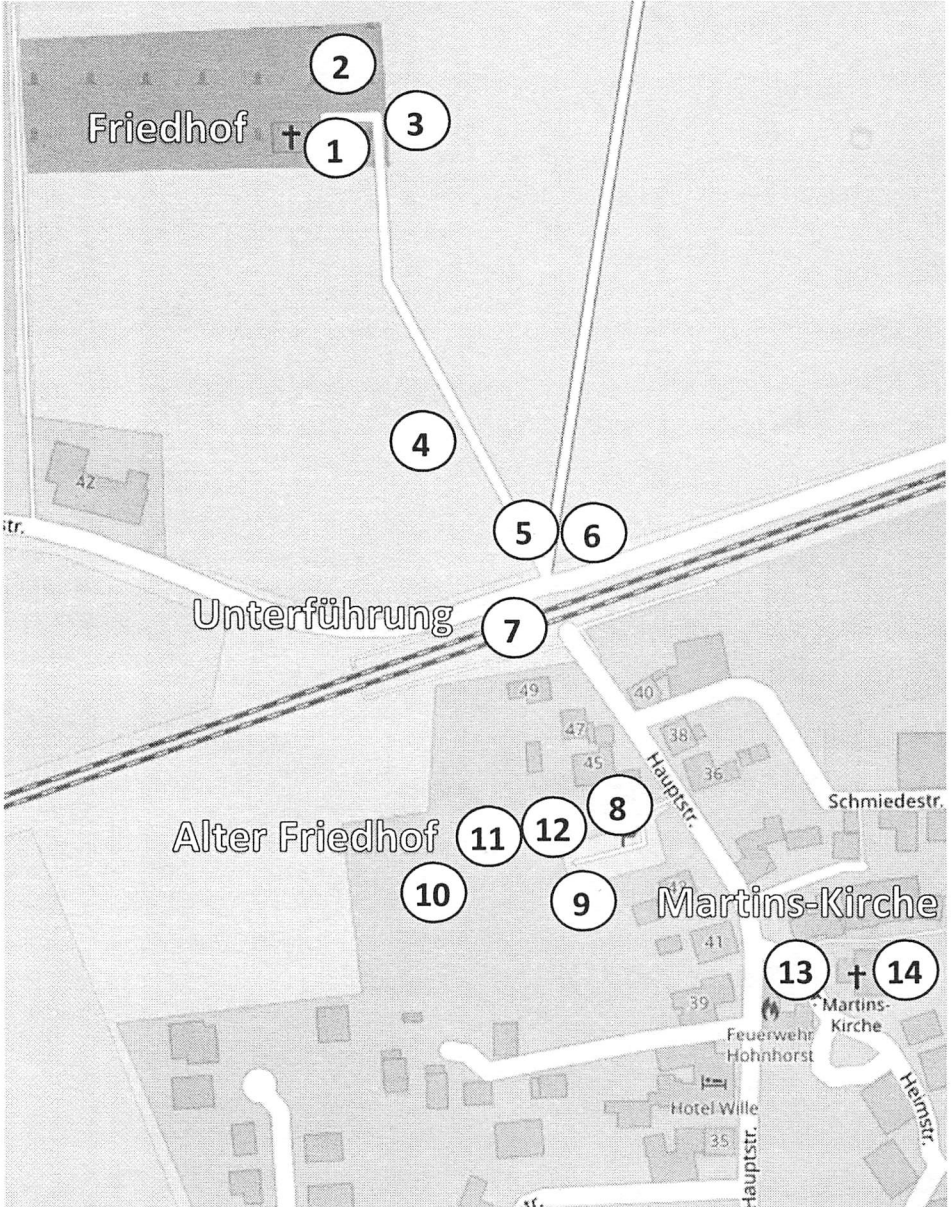 2
3
Friedhof
1
4
42
str.
5
6
Unterführung
7
49
40
47
38
45
36
Hauptstr.
8
Schmiedestr.
Alter Friedhof
11
12
10
9
Martins-Kirche
41
13
14
39
Martins-
Kirche
Feuerwehr
Hohnhorst
Heimstr.
Hotel Wille
35
Hauptstr.